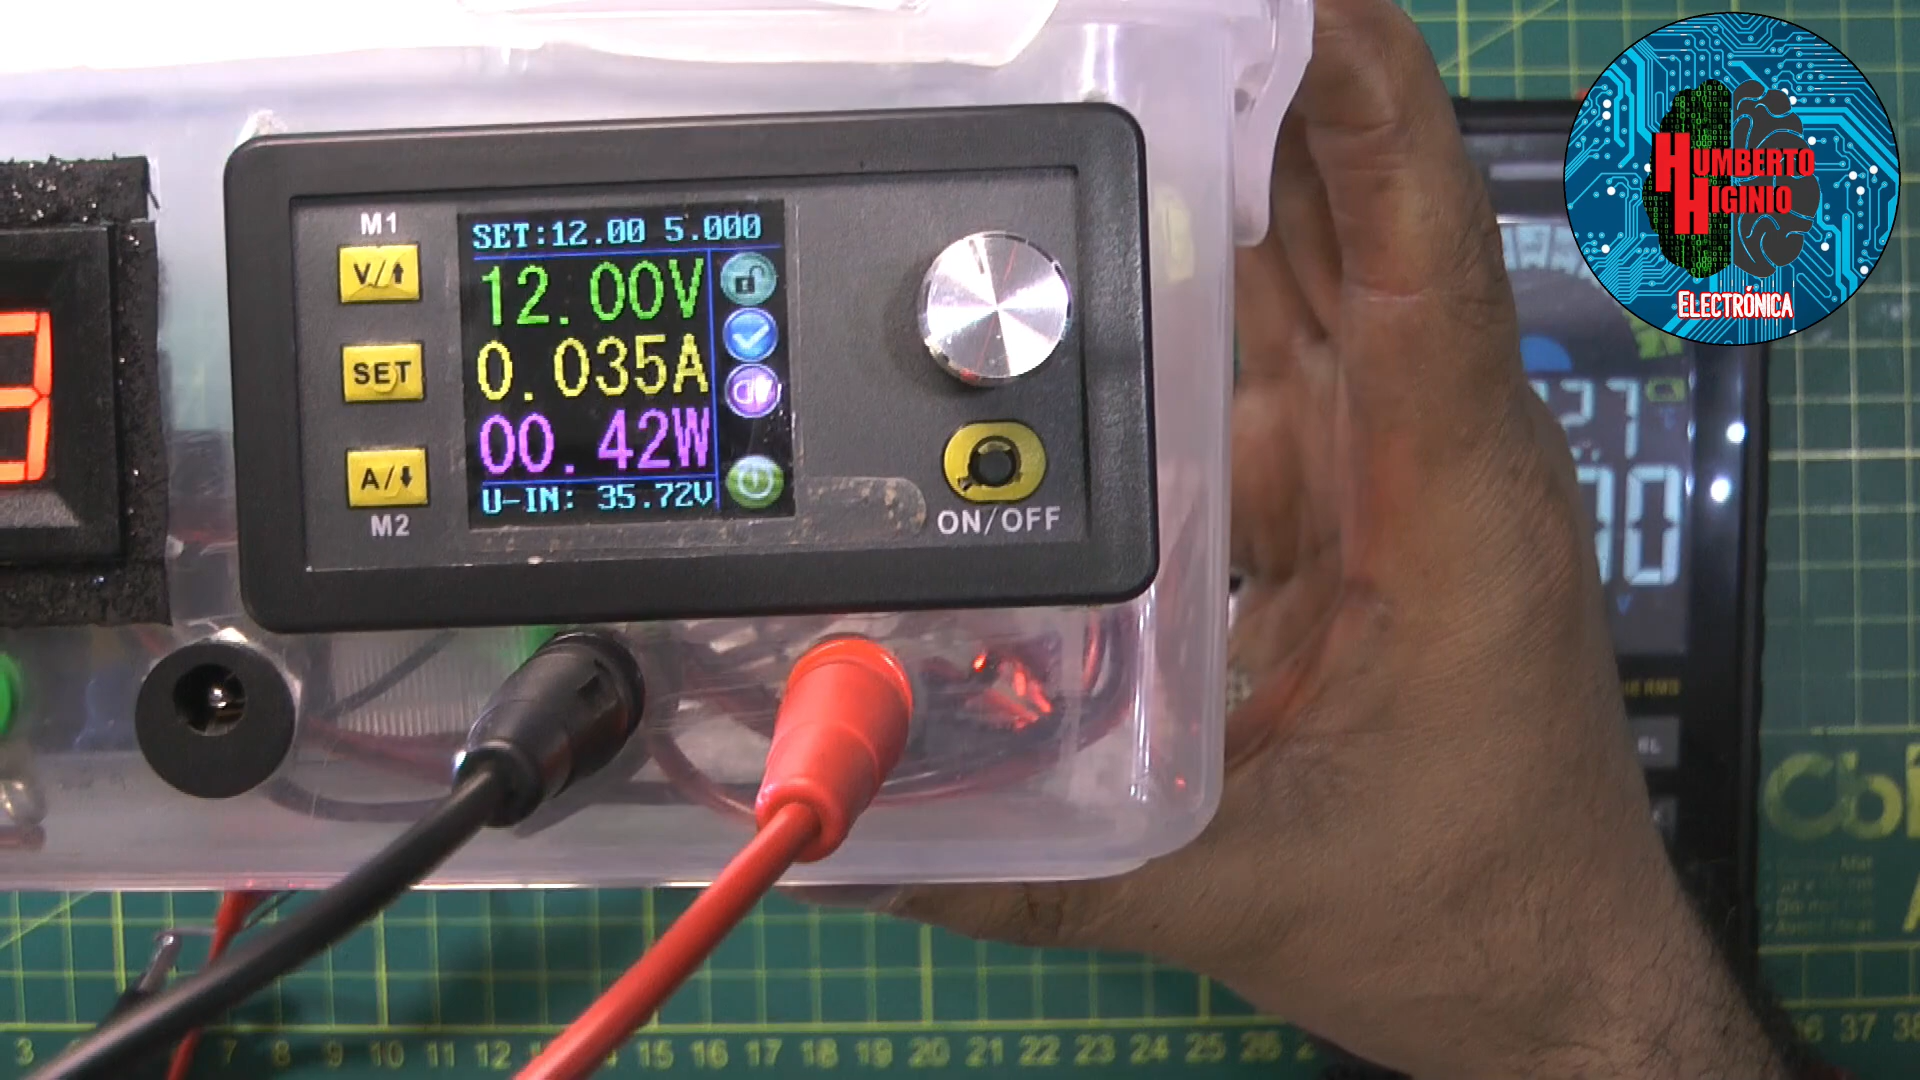 M1
V/⬆
SET
A/⬇
M2
SET:12.00 5.000
12.00V
0.035A
00.42W
U-IN: 35.72V
ON/OFF
HUMBERTO
HIGINIO
ELECTRÓNICA
3 7 8 9 10 11 12 15 16 17 18 19 20 21 22 23 24 25 26 37